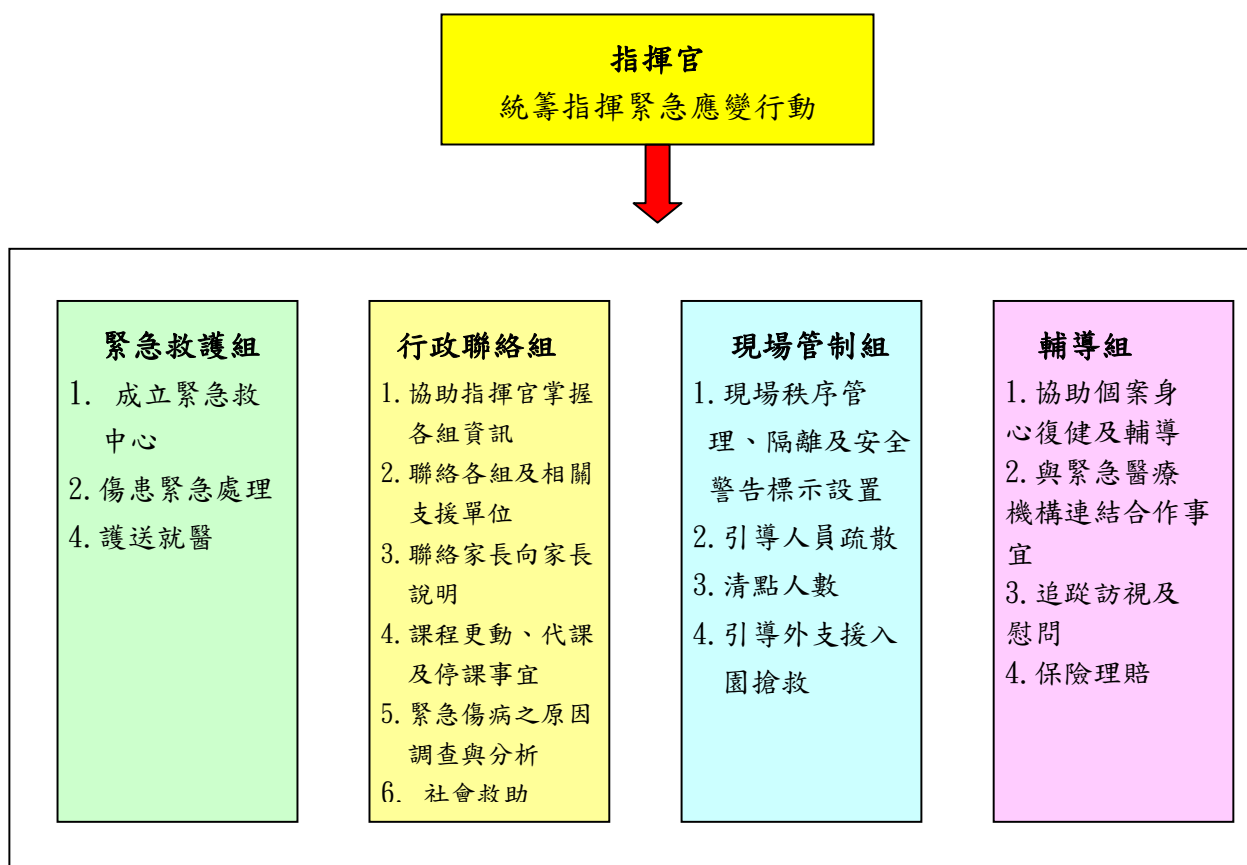 指揮官
統籌指揮緊急應變行動
緊急救護組
1. 成立緊急救
中心
2.傷患緊急處理
4.護送就醫
行政聯絡組
1.協助指揮官掌握
各組資訊
2.聯絡各組及相關
支援單位
3.聯絡家長向家長
說明
4.課程更動、代課
及停課事宜
5.緊急傷病之原因
調查與分析
6. 社會救助
現場管制組
1.現場秩序管
理、隔離及安全
警告標示設置
2.引導人員疏散
3.清點人數
4.引導外支援入
園搶救
輔導組
1.協助個案身
心復健及輔導
2.與緊急醫療
機構連結合作事
宜
3.追蹤訪視及
慰問
4.保險理賠